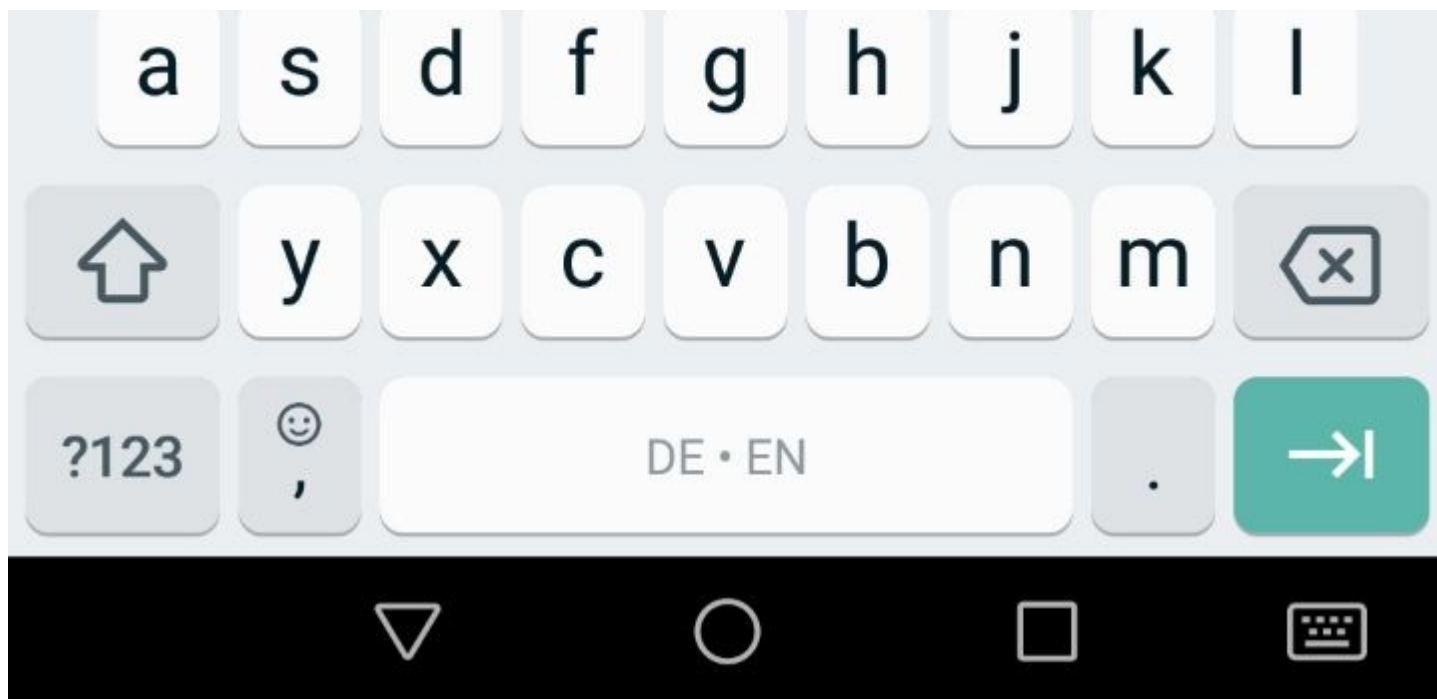 a s d f g h j k l
y x c v b n m
?123 , DE • EN .